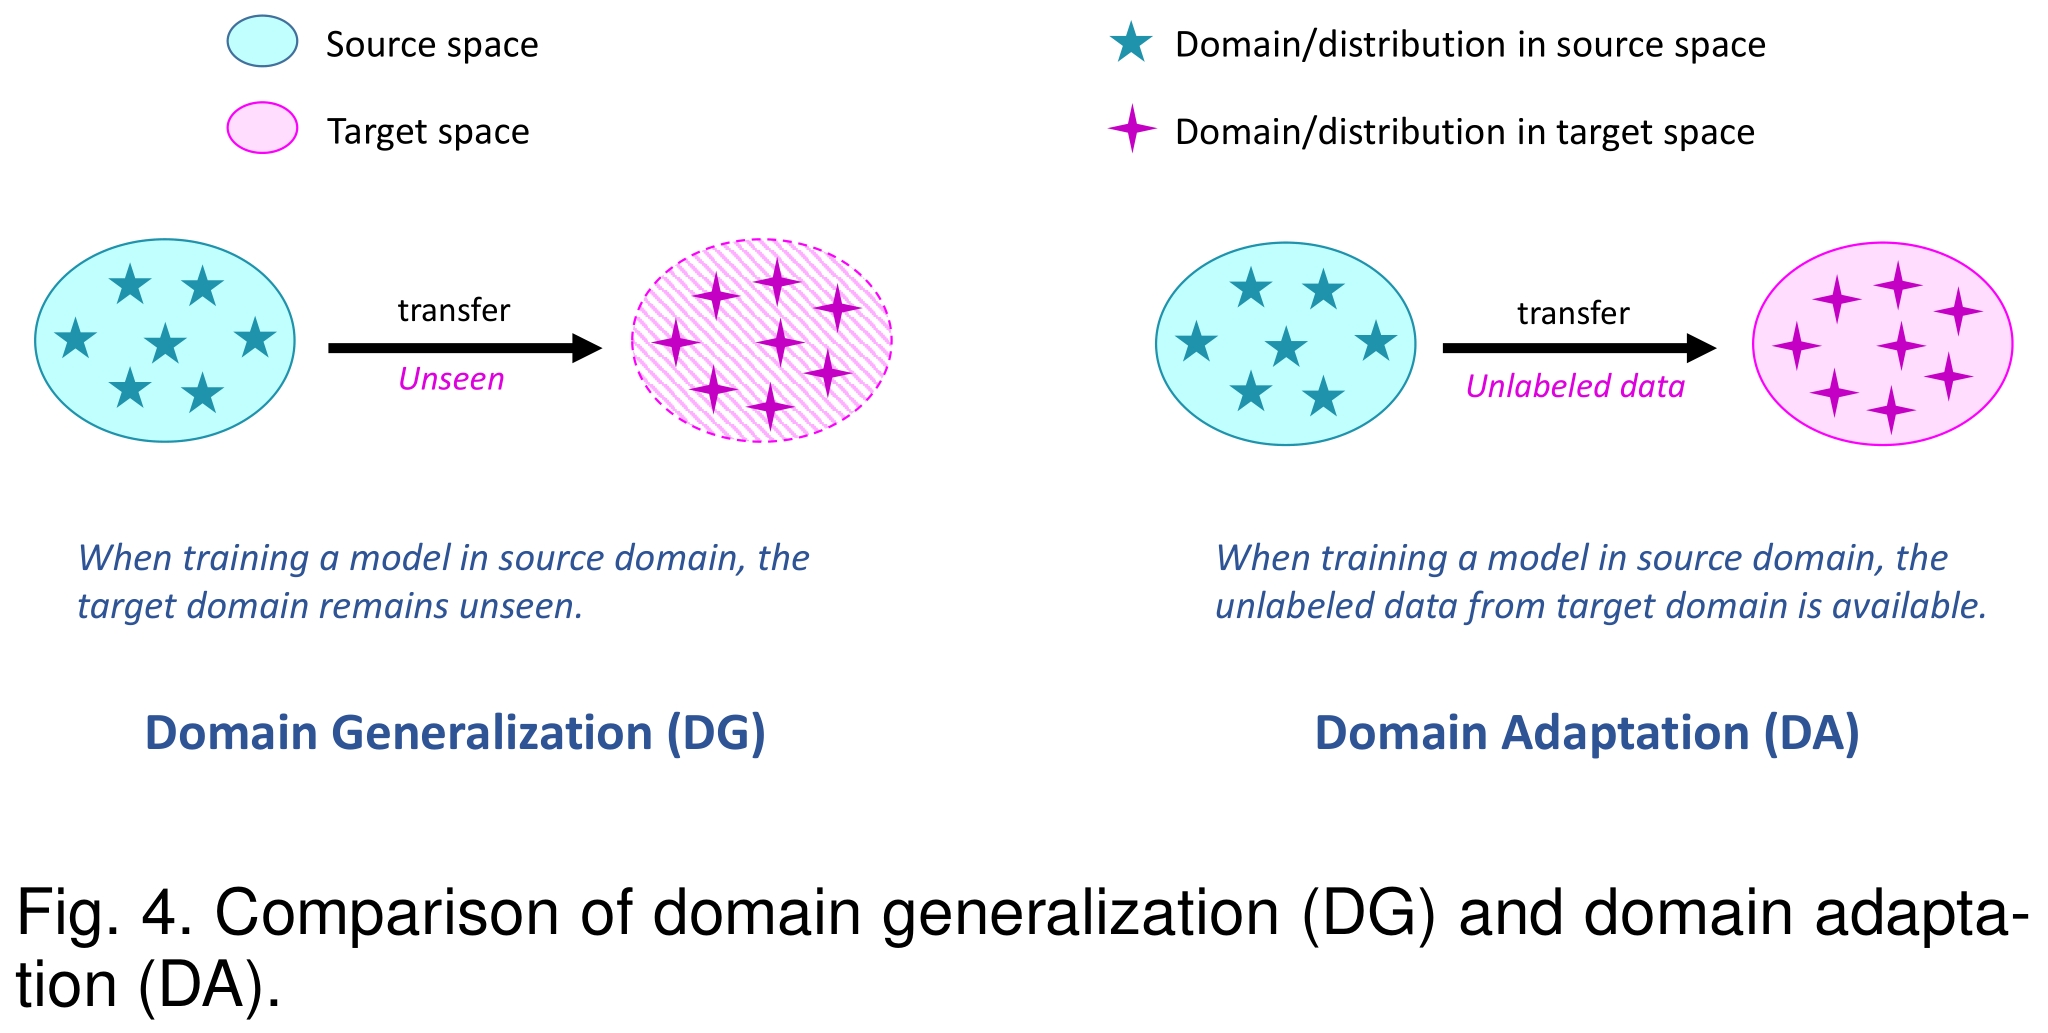 Source space
Domain/distribution in source space
Target space
Domain/distribution in target space
transfer
Unseen
transfer
Unlabeled data
When training a model in source domain, the
target domain remains unseen.
When training a model in source domain, the
unlabeled data from target domain is available.
Domain Generalization (DG)
Domain Adaptation (DA)
Fig. 4. Comparison of domain generalization (DG) and domain adapta-
tion (DA).